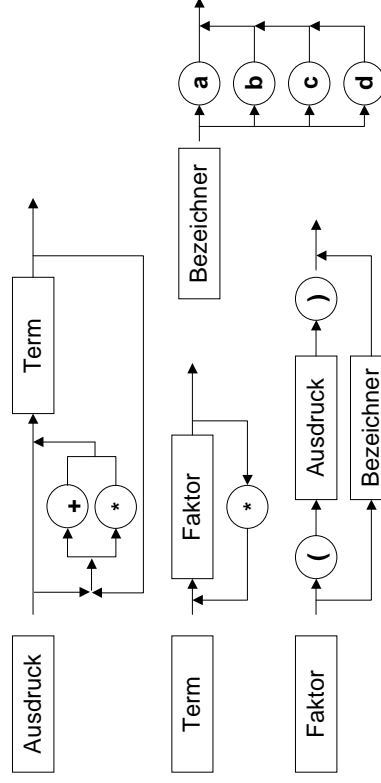 Ausdruck
Term
+
*
Term
Faktor
*
Bezeichner
a
b
c
d
Faktor
( Ausdruck )
Bezeichner